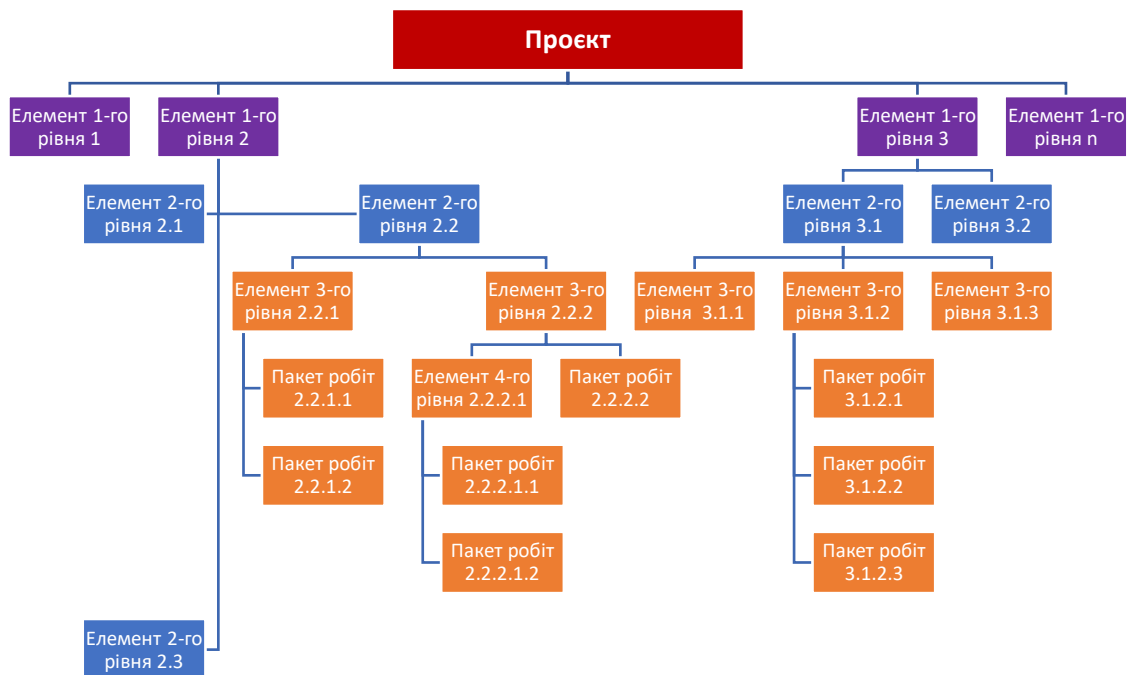 Проєкт
Елемент 1-го
рівня 1
Елемент 1-го
рівня 2
Елемент 1-го
рівня 3
Елемент 1-го
рівня n
Елемент 2-го
рівня 2.1
Елемент 2-го
рівня 2.2
Елемент 2-го
рівня 3.1
Елемент 2-го
рівня 3.2
Елемент 3-го
рівня 2.2.1
Елемент 3-го
рівня 2.2.2
Елемент 3-го
рівня 3.1.1
Елемент 3-го
рівня 3.1.2
Елемент 3-го
рівня 3.1.3
Пакет робіт
2.2.1.1
Елемент 4-го
рівня 2.2.2.1
Пакет робіт
2.2.2.2
Пакет робіт
3.1.2.1
Пакет робіт
2.2.1.2
Пакет робіт
2.2.2.1.1
Пакет робіт
3.1.2.2
Пакет робіт
2.2.2.1.2
Пакет робіт
3.1.2.3
Елемент 2-го
рівня 2.3